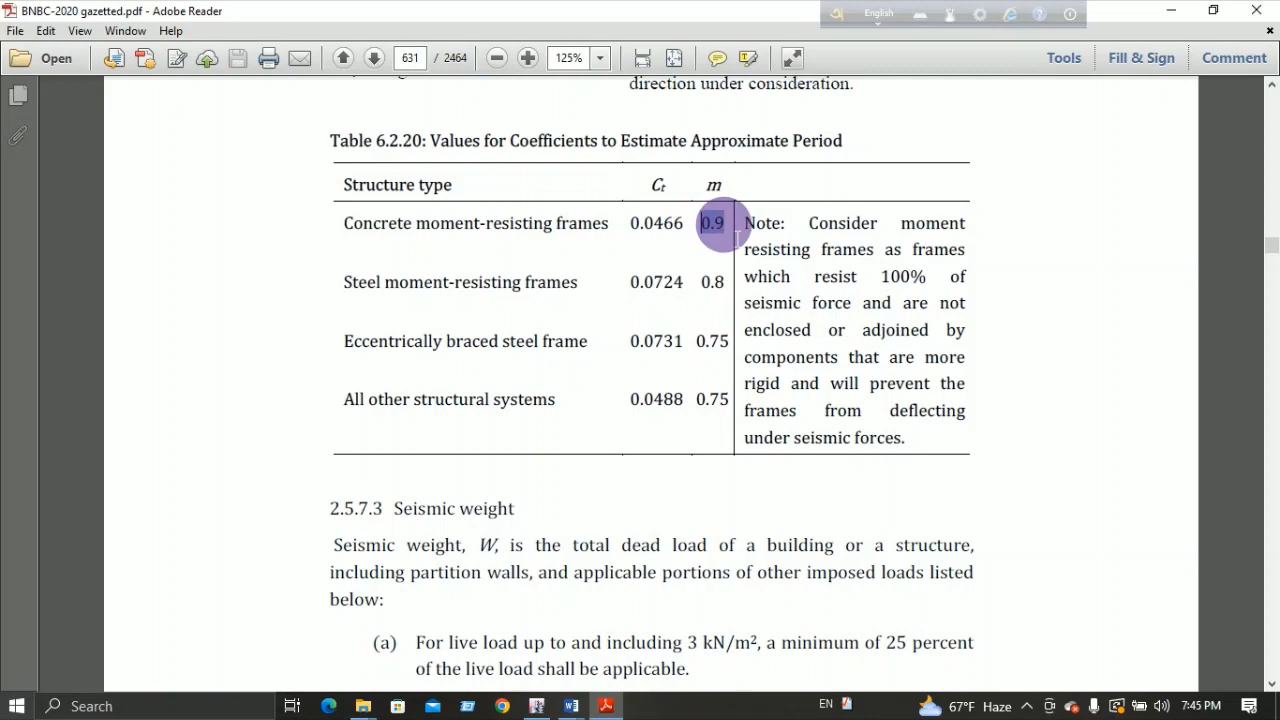 BNBC-2020 gazetted.pdf - Adobe Reader
English
File Edit View Window Help
Open 631 / 2464 125% Tools Fill & Sign Comment
direction under consideration.
Table 6.2.20: Values for Coefficients to Estimate Approximate Period
Structure type Ct m
Concrete moment-resisting frames 0.0466 0.9
Steel moment-resisting frames 0.0724 0.8
Eccentrically braced steel frame 0.0731 0.75
All other structural systems 0.0488 0.75
Note: Consider moment
resisting frames as frames
which resist 100% of
seismic force and are not
enclosed or adjoined by
components that are more
rigid and will prevent the
frames from deflecting
under seismic forces.
2.5.7.3 Seismic weight
Seismic weight, W, is the total dead load of a building or a structure,
including partition walls, and applicable portions of other imposed loads listed
below:
(a) For live load up to and including 3 kN/m², a minimum of 25 percent
of the live load shall be applicable.
Search EN 67°F Haze 7:45 PM